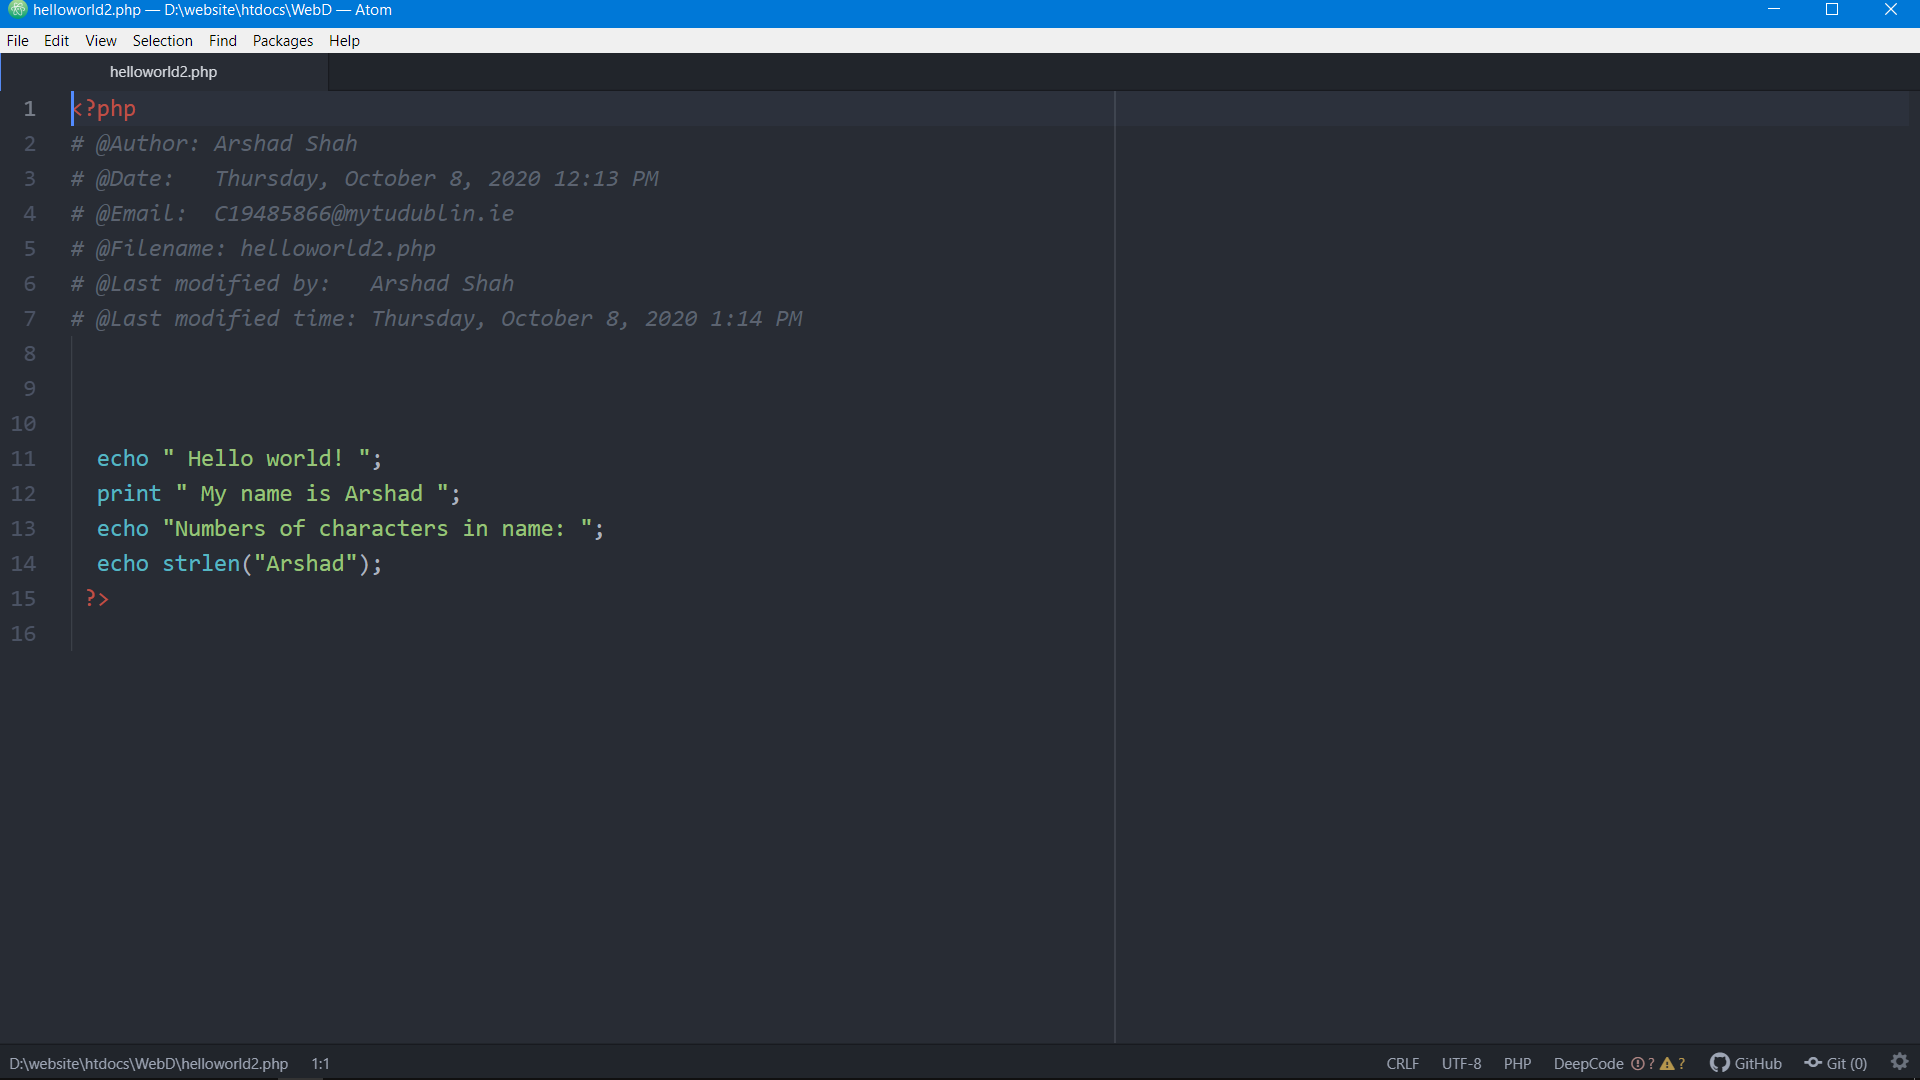 helloworld2.php — D:\website\htdocs\WebD — Atom
File Edit View Selection Find Packages Help
helloworld2.php
1 <?php
2 # @Author: Arshad Shah
3 # @Date:   Thursday, October 8, 2020 12:13 PM
4 # @Email:  C19485866@mytudublin.ie
5 # @Filename: helloworld2.php
6 # @Last modified by:   Arshad Shah
7 # @Last modified time: Thursday, October 8, 2020 1:14 PM
8
9
10
11   echo " Hello world! ";
12   print " My name is Arshad ";
13   echo "Numbers of characters in name: ";
14   echo strlen("Arshad");
15  ?>
16
D:\website\htdocs\WebD\helloworld2.php 1:1 CRLF UTF-8 PHP DeepCode ? ? GitHub Git (0)